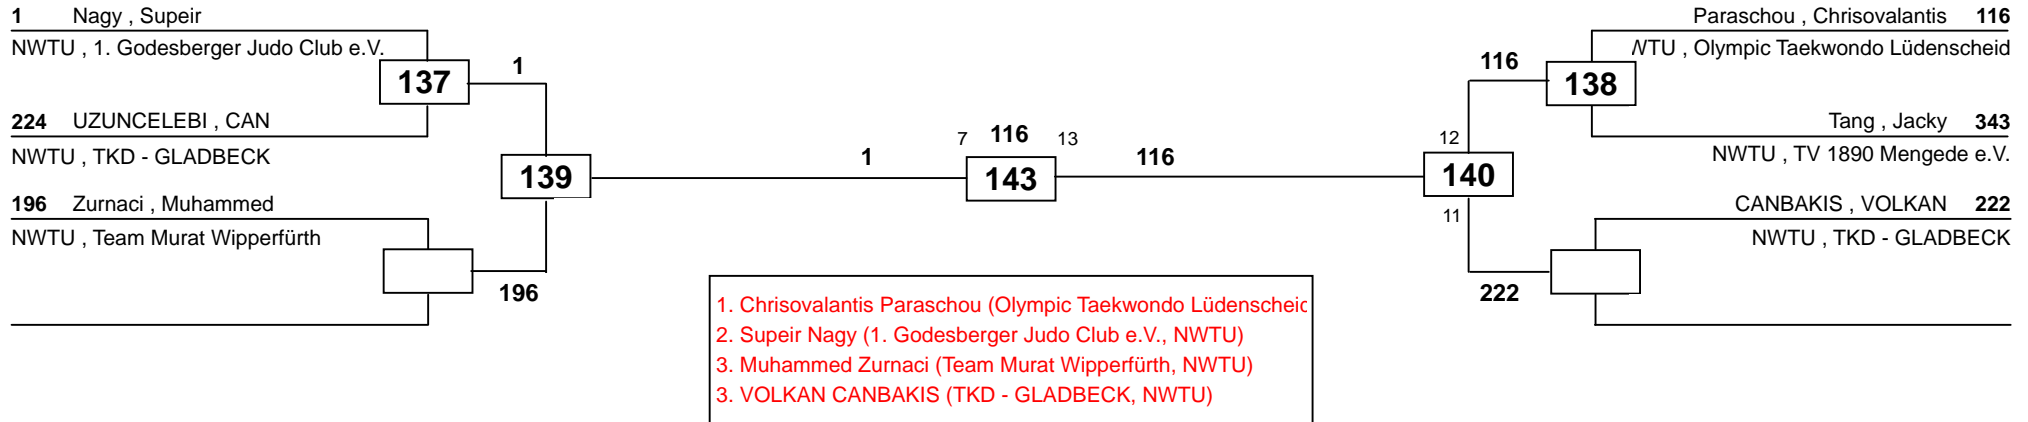 1 Nagy , Supeir
NWTU , 1. Godesberger Judo Club e.V.
137
1
224 UZUNCELEBI , CAN
NWTU , TKD - GLADBECK
139
196 Zurnaci , Muhammed
NWTU , Team Murat Wipperfürth
196
1
7 116 13
143
116
Paraschou , Chrisovalantis 116
WTU , Olympic Taekwondo Lüdenscheid
116
138
Tang , Jacky 343
NWTU , TV 1890 Mengede e.V.
12
140
11
CANBAKIS , VOLKAN 222
NWTU , TKD - GLADBECK
222
1. Chrisovalantis Paraschou (Olympic Taekwondo Lüdenscheid
2. Supeir Nagy (1. Godesberger Judo Club e.V., NWTU)
3. Muhammed Zurnaci (Team Murat Wipperfürth, NWTU)
3. VOLKAN CANBAKIS (TKD - GLADBECK, NWTU)